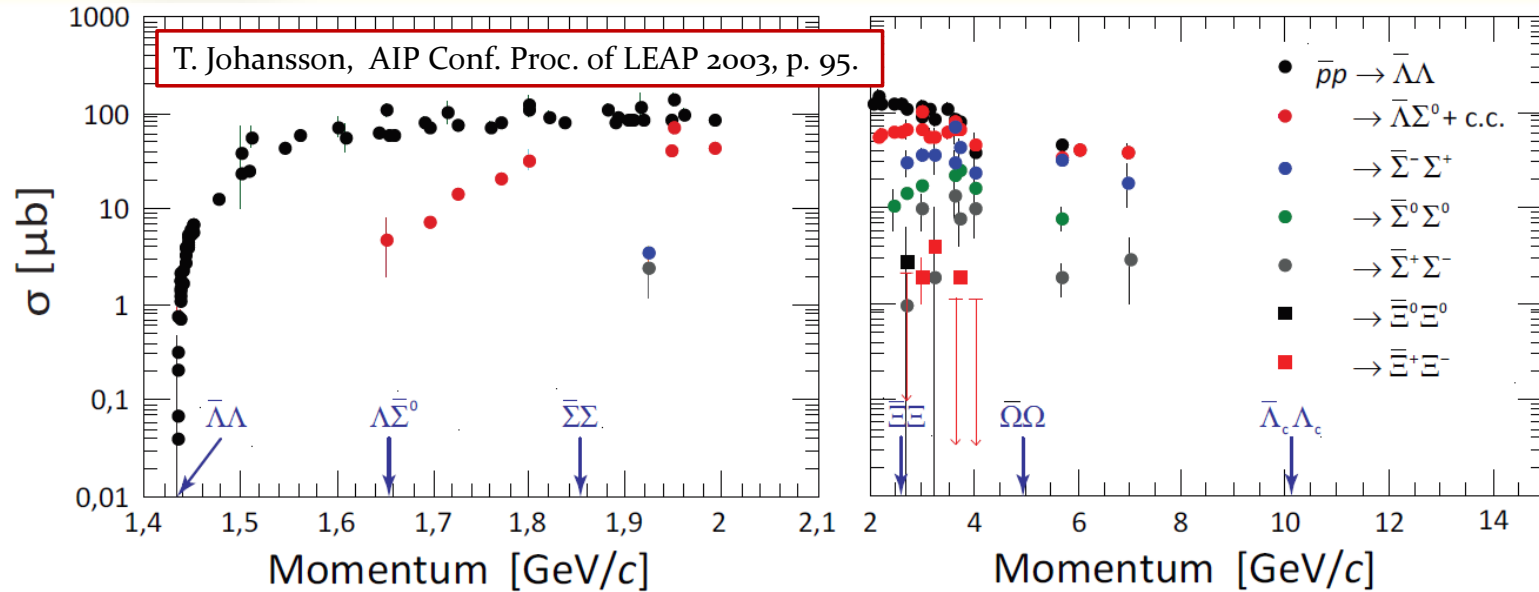 T. Johansson, AIP Conf. Proc. of LEAP 2003, p. 95.
σ [μb]
1000
100
10
1
0,1
0,01
Λ̅Λ
ΛΣ̅⁰
Σ̅Σ
1,4 1,5 1,6 1,7 1,8 1,9 2 2,1
Momentum [GeV/c]
p̅p → Λ̅Λ
→ Λ̅Σ⁰ + c.c.
→ Σ̅⁻Σ⁺
→ Σ̅⁰Σ⁰
→ Σ̅⁺Σ⁻
→ Ξ̅⁰Ξ⁰
→ Ξ̅⁺Ξ⁻
Ξ̅Ξ
Ω̅Ω
Λ̅c Λc
2 4 6 8 10 12 14
Momentum [GeV/c]